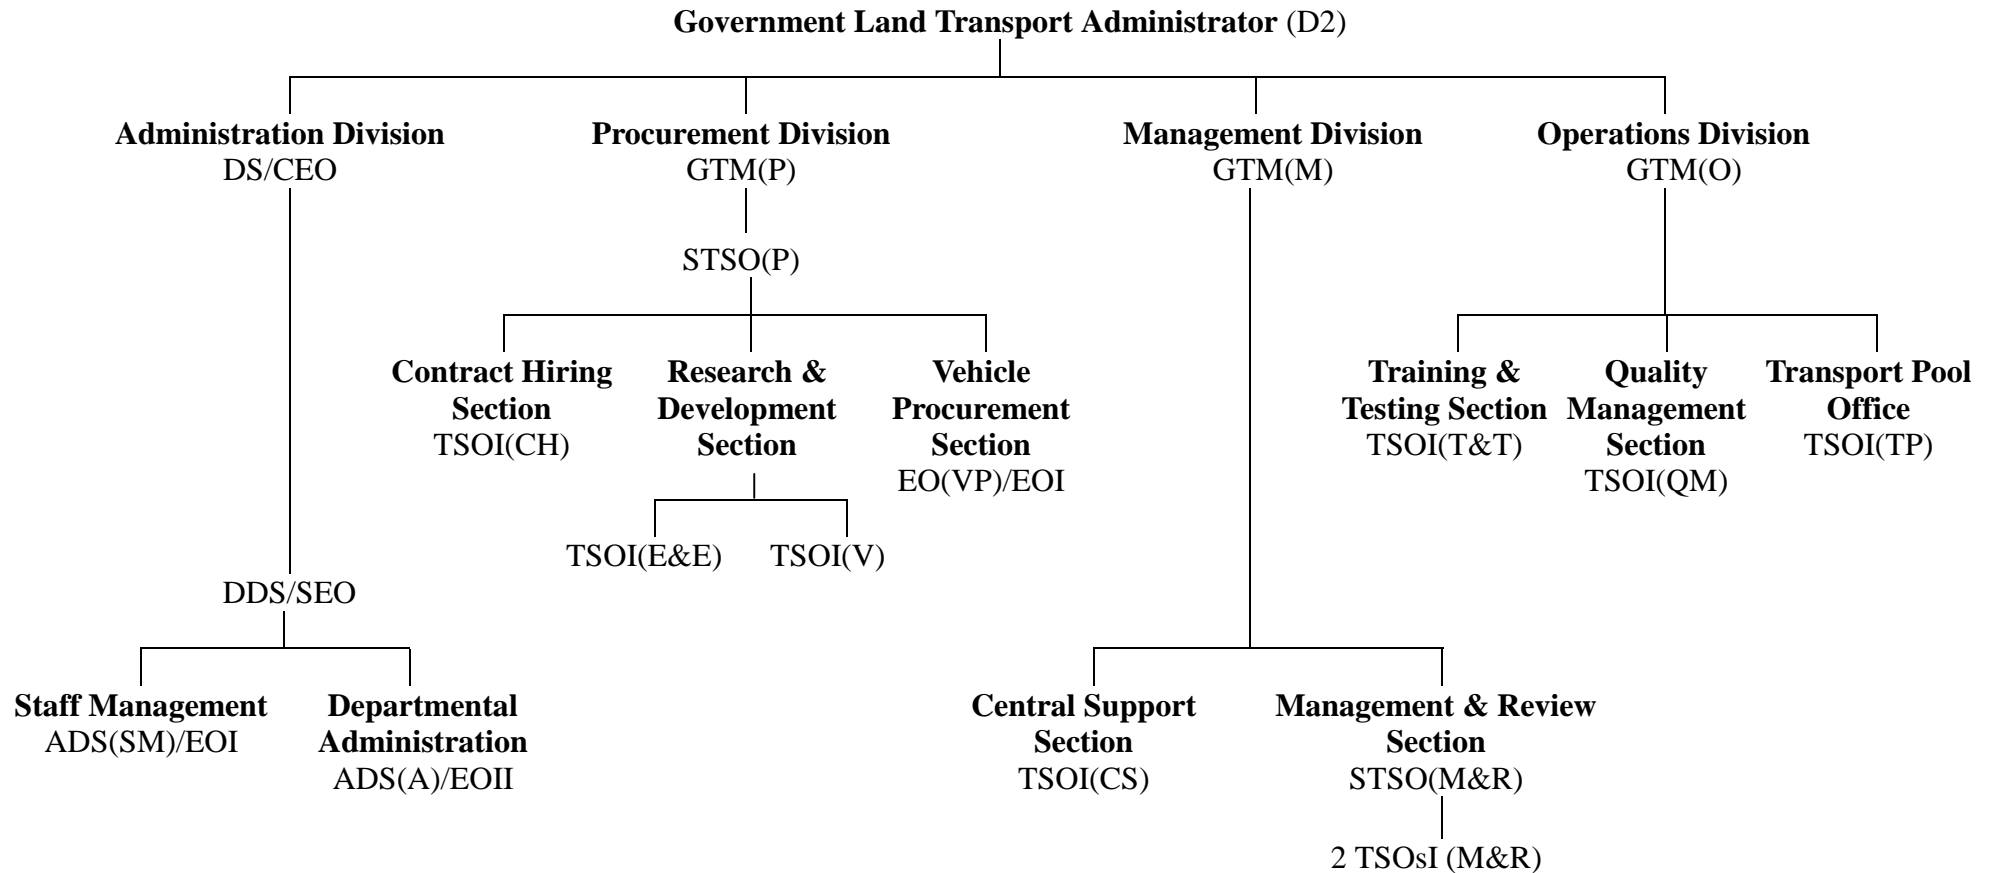 Government Land Transport Administrator (D2)
Administration Division
DS/CEO
Procurement Division
GTM(P)
Management Division
GTM(M)
Operations Division
GTM(O)
STSO(P)
Contract Hiring
Section
TSOI(CH)
Research &
Development
Section
Vehicle
Procurement
Section
EO(VP)/EOI
Training &
Testing Section
TSOI(T&T)
Quality
Management
Section
TSOI(QM)
Transport Pool
Office
TSOI(TP)
TSOI(E&E)
TSOI(V)
DDS/SEO
Staff Management
ADS(SM)/EOI
Departmental
Administration
ADS(A)/EOII
Central Support
Section
TSOI(CS)
Management & Review
Section
STSO(M&R)
2 TSOsI (M&R)